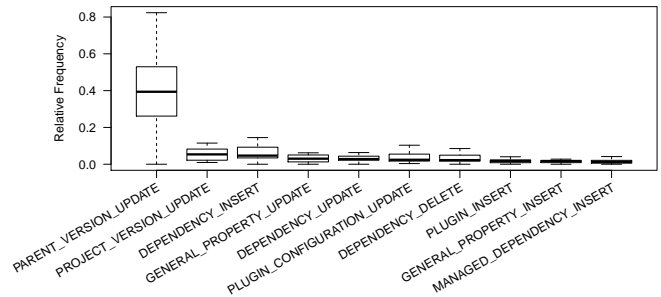 Relative Frequency
0.8
0.6
0.4
0.2
0.0
PARENT_VERSION_UPDATE
PROJECT_VERSION_UPDATE
DEPENDENCY_INSERT
GENERAL_PROPERTY_UPDATE
DEPENDENCY_UPDATE
PLUGIN_CONFIGURATION_UPDATE
DEPENDENCY_DELETE
PLUGIN_INSERT
GENERAL_PROPERTY_INSERT
MANAGED_DEPENDENCY_INSERT